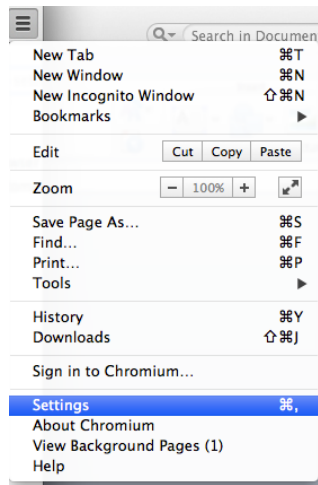 Search in Documen
New Tab ⌘T
New Window ⌘N
New Incognito Window ⇧⌘N
Bookmarks ▶
Edit Cut Copy Paste
Zoom − 100% +
Save Page As... ⌘S
Find... ⌘F
Print... ⌘P
Tools ▶
History ⌘Y
Downloads ⇧⌘J
Sign in to Chromium...
Settings ⌘,
About Chromium
View Background Pages (1)
Help